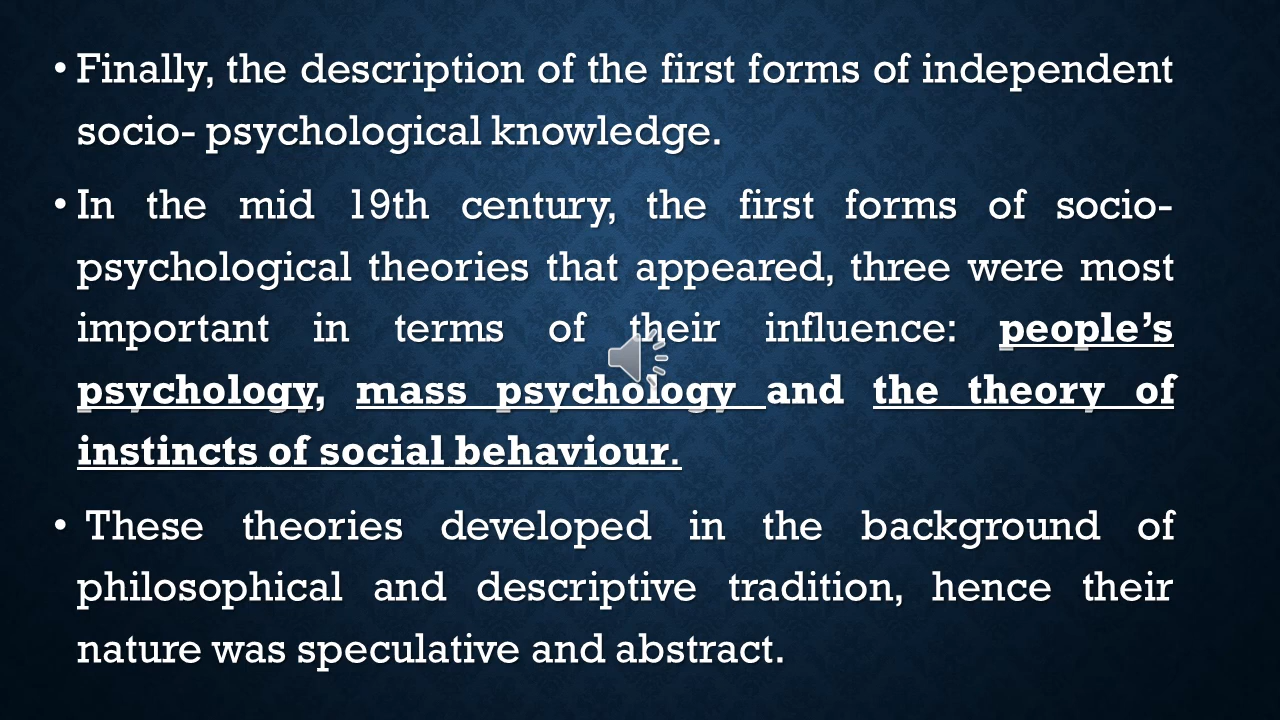 • Finally, the description of the first forms of independent
socio- psychological knowledge.
• In the mid 19th century, the first forms of socio-
psychological theories that appeared, three were most
important in terms of their influence: people’s
psychology, mass psychology and the theory of
instincts of social behaviour.
• These theories developed in the background of
philosophical and descriptive tradition, hence their
nature was speculative and abstract.